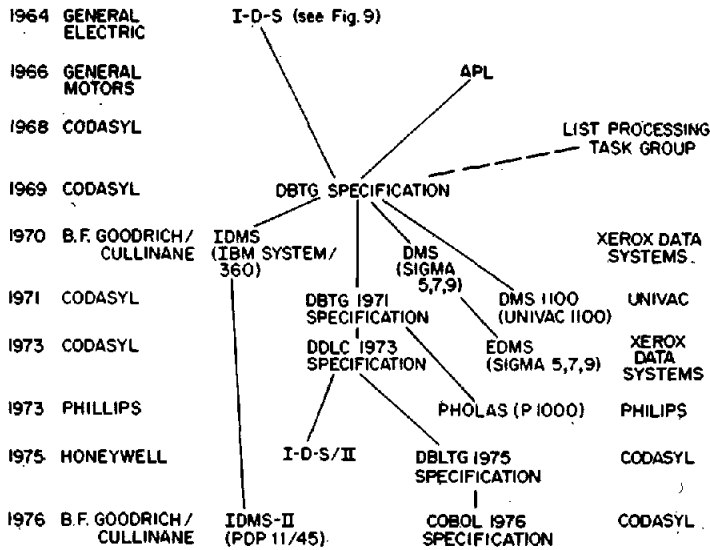 1964 GENERAL ELECTRIC I-D-S (see Fig. 9)
1966 GENERAL MOTORS APL
1968 CODASYL LIST PROCESSING TASK GROUP
1969 CODASYL DBTG SPECIFICATION
1970 B.F. GOODRICH/ CULLINANE IDMS (IBM SYSTEM/ 360) DMS (SIGMA 5,7,9) XEROX DATA SYSTEMS
1971 CODASYL DBTG 1971 SPECIFICATION DMS 1100 (UNIVAC 1100) UNIVAC
1973 CODASYL DDLC 1973 SPECIFICATION EDMS (SIGMA 5,7,9) XEROX DATA SYSTEMS
1973 PHILLIPS PHOLAS (P1000) PHILIPS
1975 HONEYWELL I-D-S/II DBLTG 1975 SPECIFICATION CODASYL
1976 B.F. GOODRICH/ CULLINANE IDMS-II (PDP 11/45) COBOL 1976 SPECIFICATION CODASYL